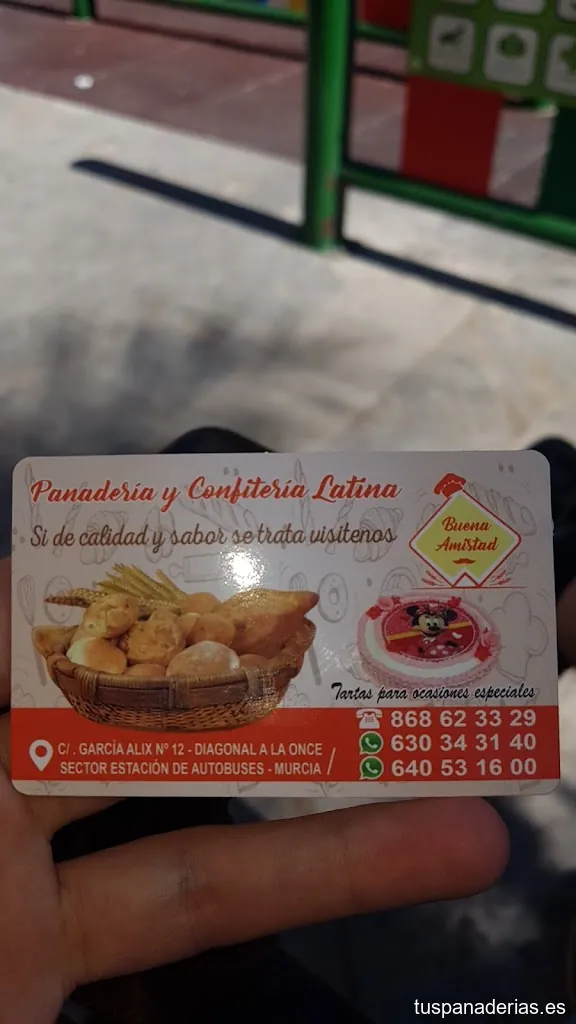 Panadería y Confitería Latina
Si de calidad y sabor se trata visítenos
Buena
Amistad
Tartas para ocasiones especiales
868 62 33 29
630 34 31 40
640 53 16 00
C/. GARCÍA ALIX Nº 12 - DIAGONAL A LA ONCE
SECTOR ESTACIÓN DE AUTOBUSES - MURCIA
tuspanaderias.es